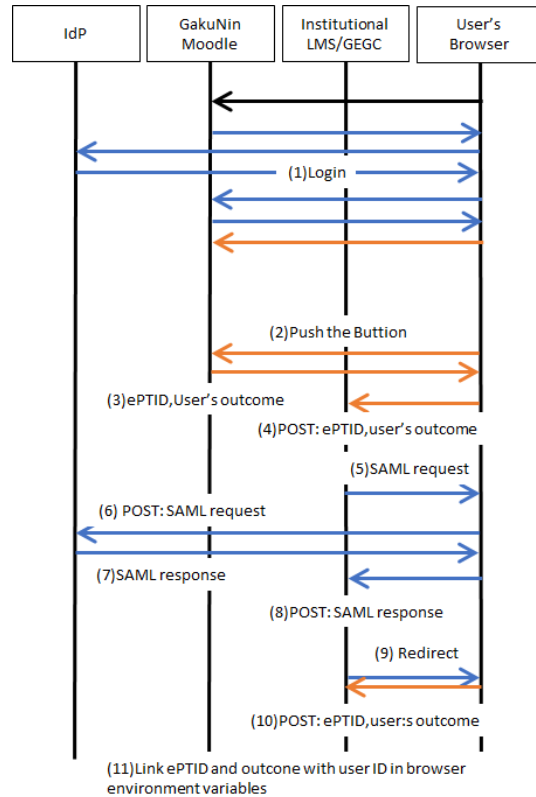 IdP
GakuNin
Moodle
Institutional
LMS/GEGC
User's
Browser
(1)Login
(2)Push the Buttion
(3)ePTID,User's outcome
(4)POST: ePTID,user's outcome
(5)SAML request
(6) POST: SAML request
(7)SAML response
(8)POST: SAML response
(9) Redirect
(10)POST: ePTID,user:s outcome
(11)Link ePTID and outcone with user ID in browser
environment variables